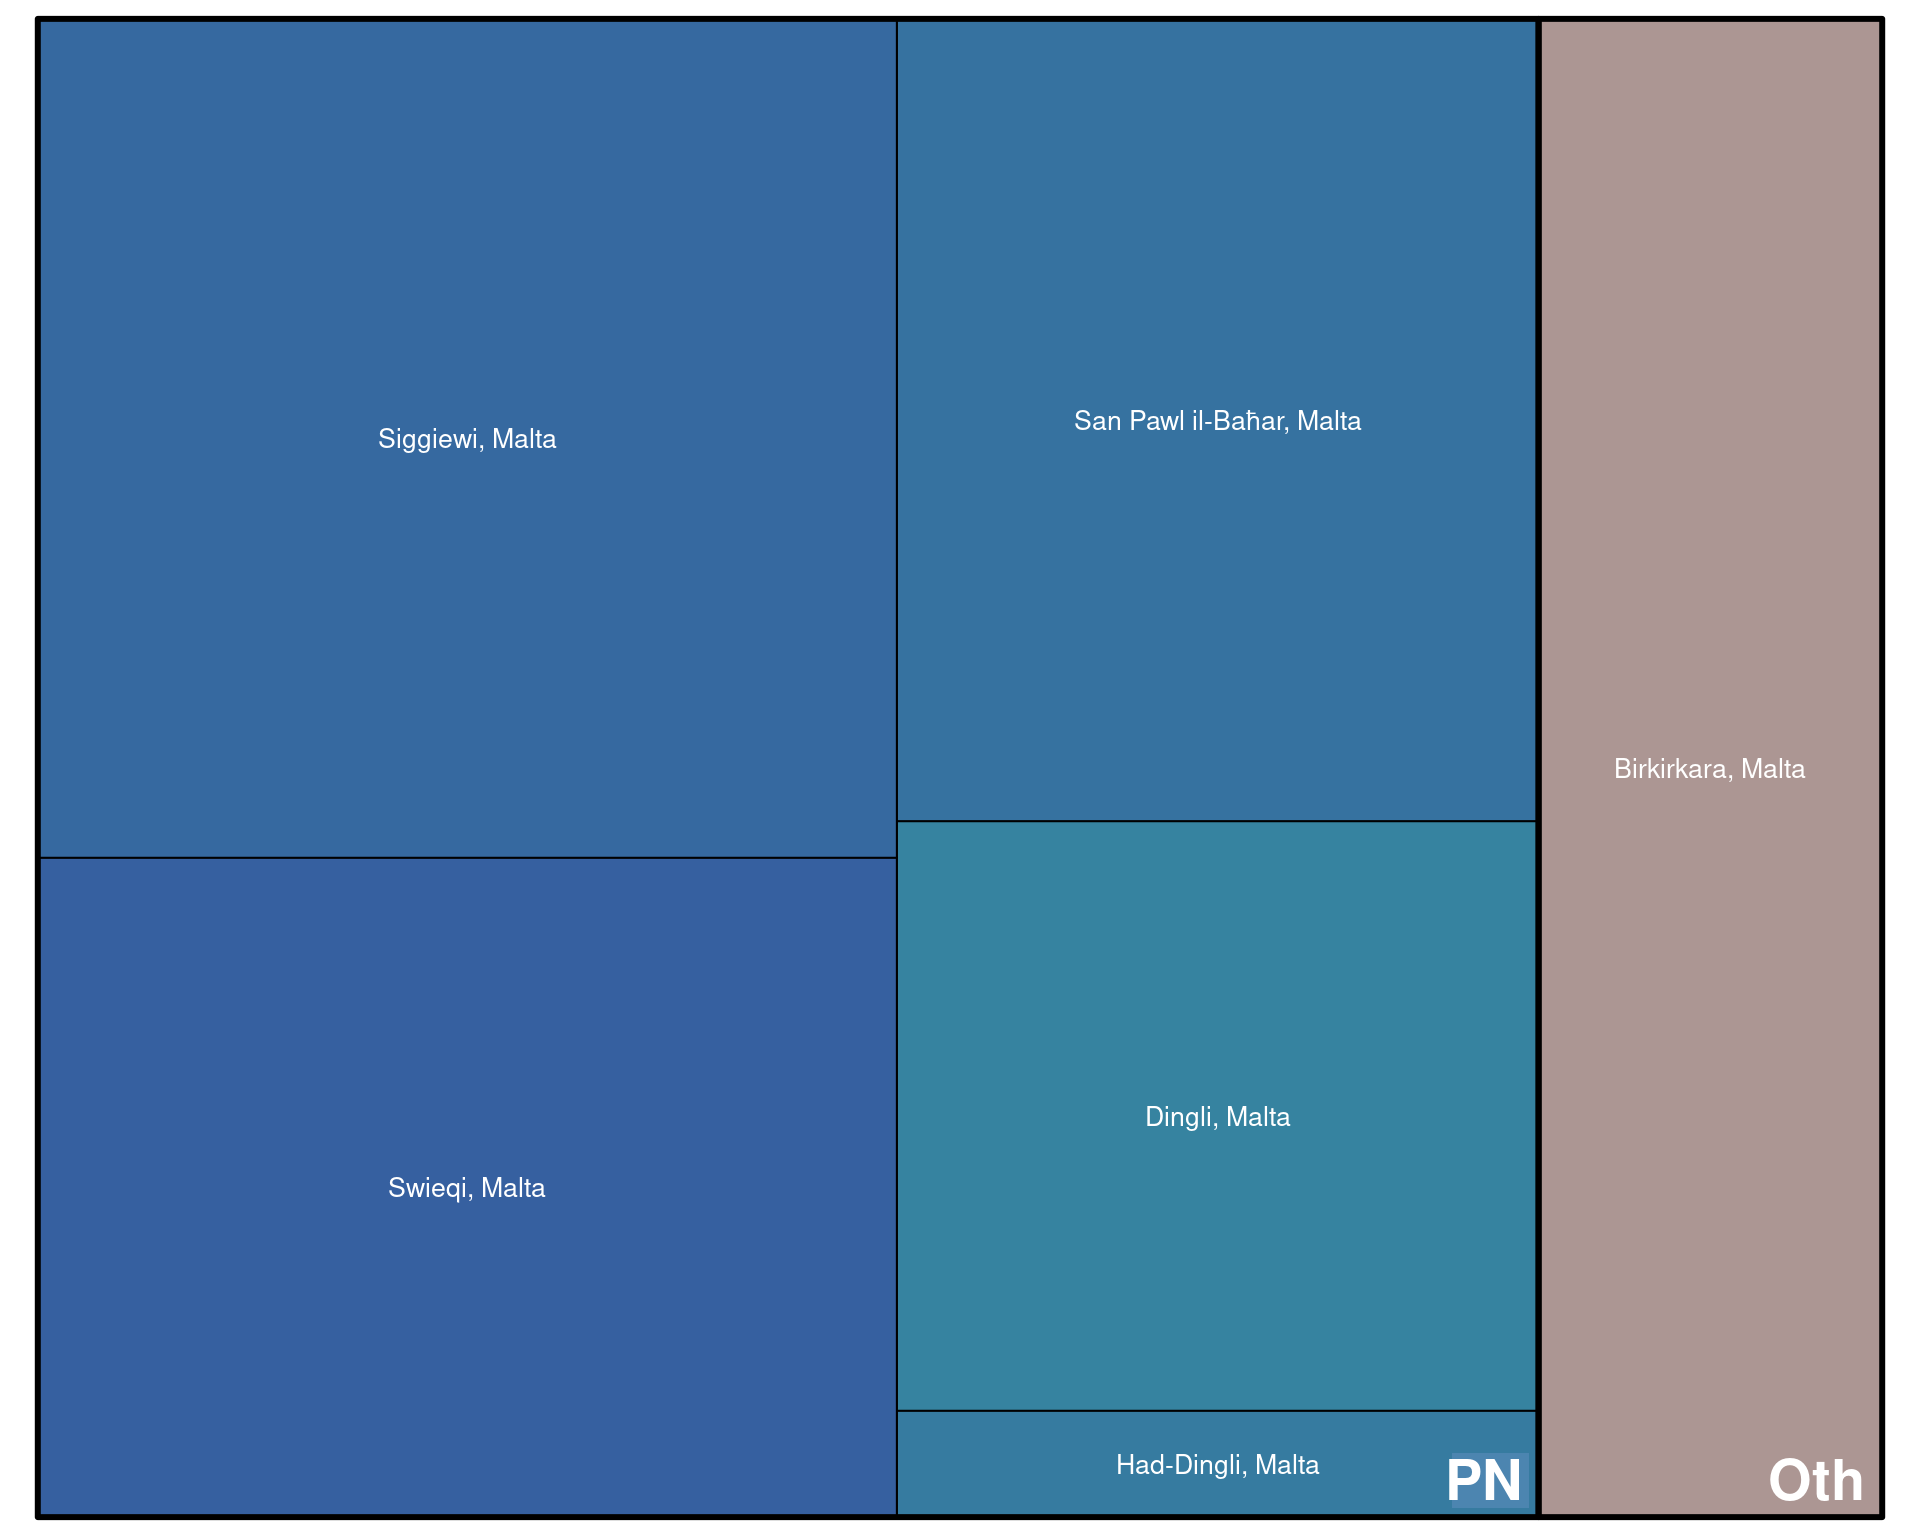 Siggiewi, Malta
San Pawl il-Baħar, Malta
Birkirkara, Malta
Dingli, Malta
Swieqi, Malta
Had-Dingli, Malta
PN
Oth